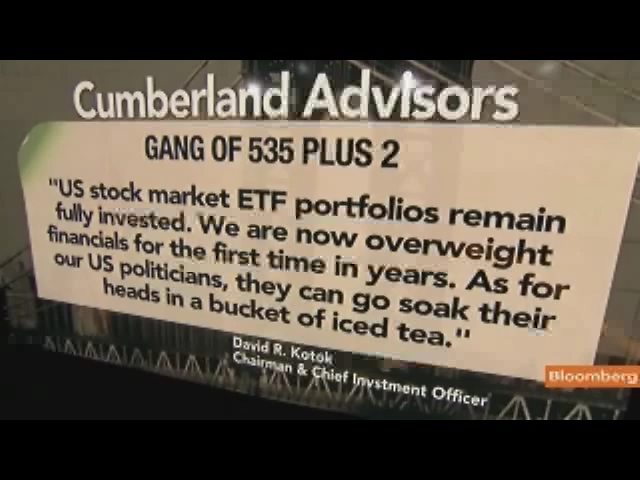 Cumberland Advisors
GANG OF 535 PLUS 2
"US stock market ETF portfolios remain
fully invested. We are now overweight
financials for the first time in years. As for
our US politicians, they can go soak their
heads in a bucket of iced tea."
David R. Kotok
Chairman & Chief Invstment Officer
Bloomberg